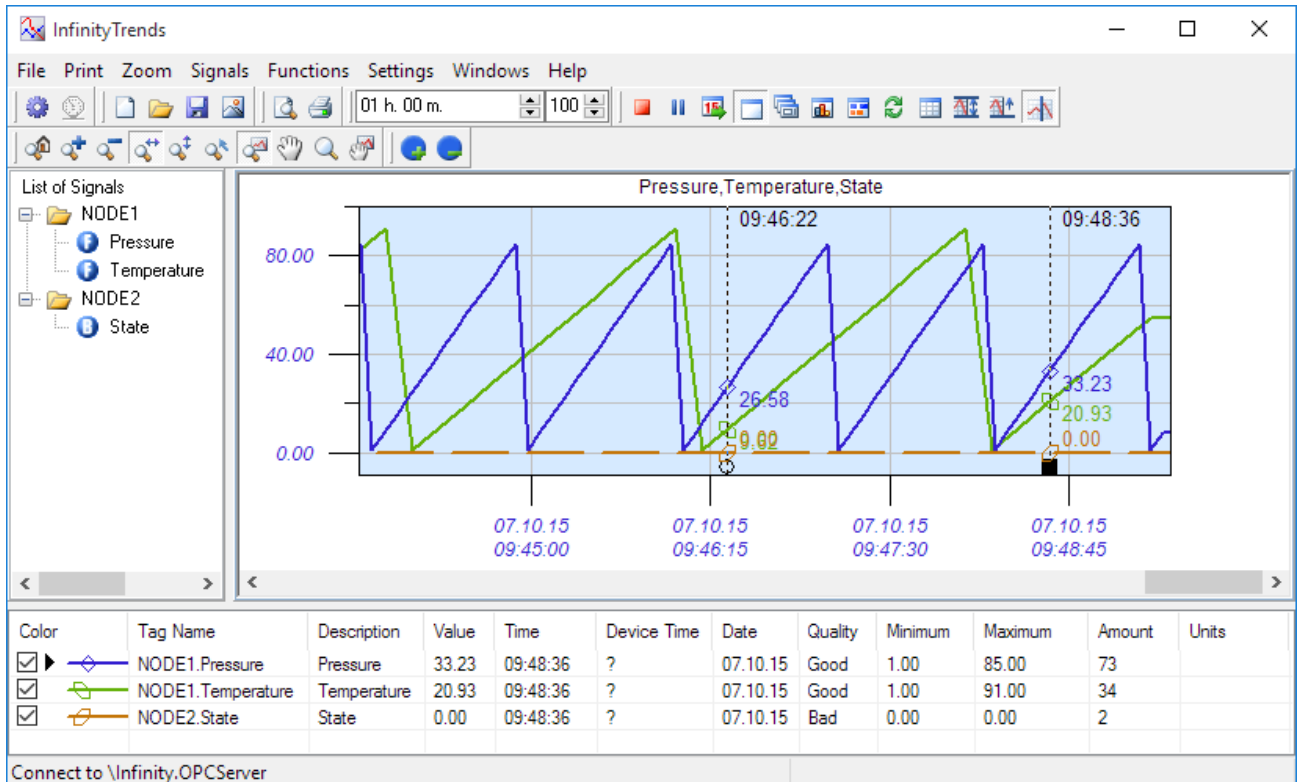 InfinityTrends
File Print Zoom Signals Functions Settings Windows Help
01 h. 00 m. 100 15
List of Signals
NODE1
F Pressure
F Temperature
NODE2
B State
Pressure,Temperature,State
09:46:22 09:48:36
80.00
40.00
33.23
26.58
20.93
0.00
0.00
0.00
07.10.15 07.10.15 07.10.15 07.10.15
09:45:00 09:46:15 09:47:30 09:48:45
Color Tag Name Description Value Time Device Time Date Quality Minimum Maximum Amount Units
NODE1.Pressure Pressure 33.23 09:48:36 ? 07.10.15 Good 1.00 85.00 73
NODE1.Temperature Temperature 20.93 09:48:36 ? 07.10.15 Good 1.00 91.00 34
NODE2.State State 0.00 09:48:36 ? 07.10.15 Bad 0.00 0.00 2
Connect to \Infinity.OPCServer